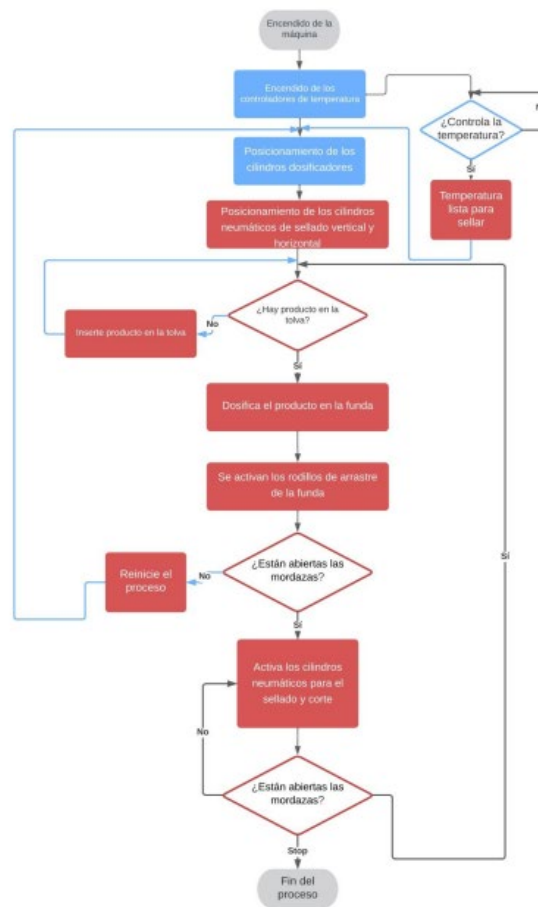 Encendido de la
máquina
Encendido de los
controladores de temperatura
¿Controla la
temperatura?
Sí
Posicionamiento de los
cilindros dosificadores
Temperatura
lista para
sellar
Posicionamiento de los cilindros
neumáticos de sellado vertical y
horizontal
¿Hay producto en la
tolva?
No
Inserte producto en la tolva
Sí
Dosifica el producto en la funda
Se activan los rodillos de arrastre
de la funda
¿Están abiertas las
mordazas?
No
Reinicie el
proceso
Sí
Sí
Activa los cilindros
neumáticos para el
sellado y corte
No
¿Están abiertas las
mordazas?
Stop
Fin del
proceso